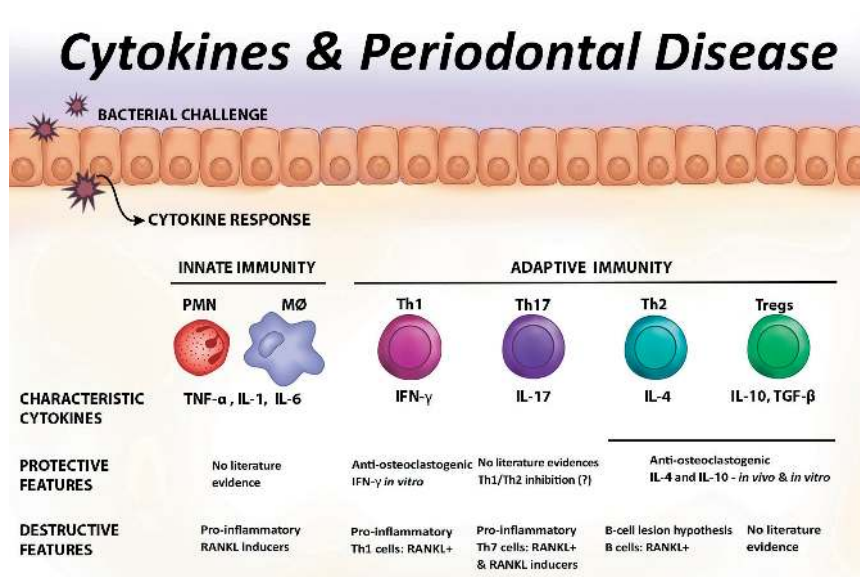 Cytokines & Periodontal Disease
BACTERIAL CHALLENGE
CYTOKINE RESPONSE
INNATE IMMUNITY
ADAPTIVE IMMUNITY
PMN
MØ
Th1
Th17
Th2
Tregs
CHARACTERISTIC
CYTOKINES
TNF-α , IL-1, IL-6
IFN-γ
IL-17
IL-4
IL-10, TGF-β
PROTECTIVE
FEATURES
No literature
evidence
Anti-osteoclastogenic
IFN-γ in vitro
No literature evidences
Th1/Th2 inhibition (?)
Anti-osteoclastogenic
IL-4 and IL-10 - in vivo & in vitro
DESTRUCTIVE
FEATURES
Pro-inflammatory
RANKL inducers
Pro-inflammatory
Th1 cells: RANKL+
Pro-inflammatory
Th7 cells: RANKL+
& RANKL inducers
B-cell lesion hypothesis
B cells: RANKL+
No literature
evidence